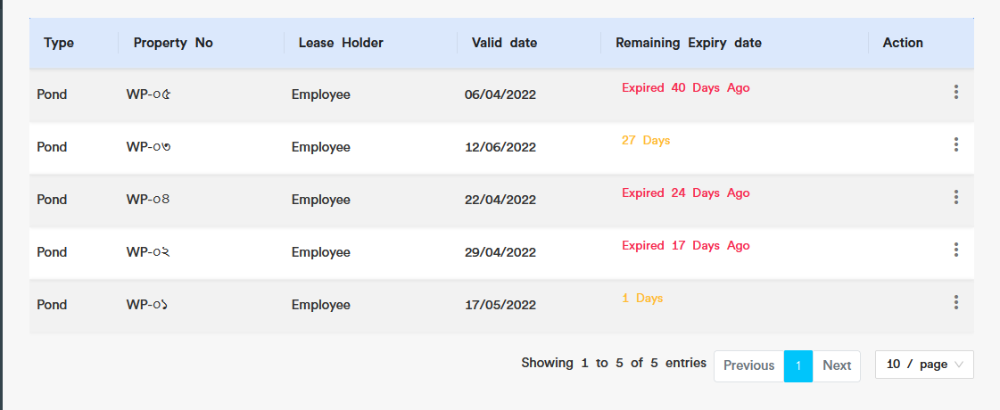 Type Property No Lease Holder Valid date Remaining Expiry date Action
Pond WP-০৫ Employee 06/04/2022 Expired 40 Days Ago
Pond WP-০৩ Employee 12/06/2022 27 Days
Pond WP-০৪ Employee 22/04/2022 Expired 24 Days Ago
Pond WP-০২ Employee 29/04/2022 Expired 17 Days Ago
Pond WP-০১ Employee 17/05/2022 1 Days
Showing 1 to 5 of 5 entries Previous 1 Next 10 / page